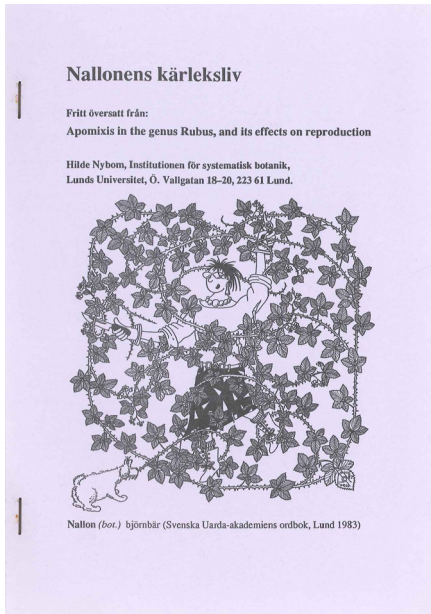 Nallonens kärleksliv
Fritt översatt från:
Apomixis in the genus Rubus, and its effects on reproduction
Hilde Nybom, Institutionen för systematisk botanik,
Lunds Universitet, Ö. Vallgatan 18–20, 223 61 Lund.
Nallon (bot.) björnbär (Svenska Uarda-akademiens ordbok, Lund 1983)